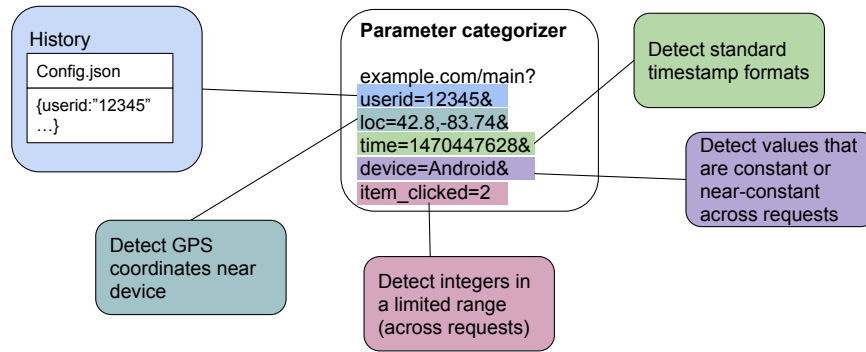 History
Config.json
{userid:”12345”
…}
Parameter categorizer
example.com/main?
userid=12345&
loc=42.8,-83.74&
time=1470447628&
device=Android&
item_clicked=2
Detect standard
timestamp formats
Detect values that
are constant or
near-constant
across requests
Detect GPS
coordinates near
device
Detect integers in
a limited range
(across requests)